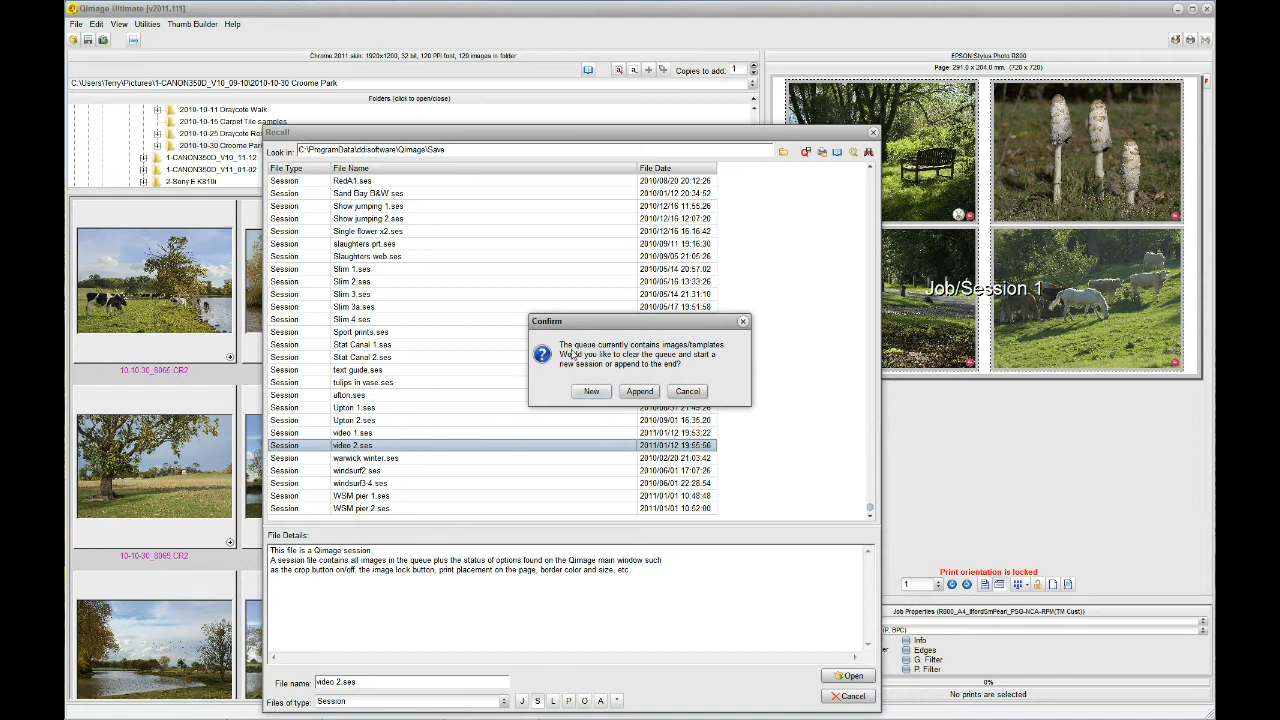 Qimage Ultimate [v2011.111]
File Edit View Utilities Thumb Builder Help
Chrome 2011 skin: 1920x1200, 32 bit, 120 PPI font, 129 images in folder
Copies to add: 1
C:\Users\Terry\Pictures\1-CANON350D_V10_09-10\2010-10-30 Croome Park
Folders (click to open/close)
2010-10-11 Draycote Walk
2010-10-15 Carpet Tile samples
2010-10-25 Draycote Res
2010-10-30 Croome Par
1-CANON350D_V10_11-12
1-CANON350D_V11_01-02
2-Sony E K810i
10-10-30_8065.CR2
10-10-30_8069.CR2
Recall
Look in: C:\ProgramData\ddisoftware\Qimage\Save
File Type File Name File Date
Session RedA1.ses 2010/08/20 20:12:26
Session Sand Bay B&W.ses 2010/01/12 20:34:52
Session Show jumping 1.ses 2010/12/16 11:55:26
Session Show jumping 2.ses 2010/12/16 12:07:20
Session Single flower x2.ses 2010/12/16 16:16:42
Session slaughters prt.ses 2010/09/11 19:16:30
Session Slaughters web.ses 2010/09/05 21:05:26
Session Slim 1.ses 2010/05/14 20:57:02
Session Slim 2.ses 2010/05/16 13:33:26
Session Slim 3.ses 2010/05/14 21:31:10
Session Slim 3a.ses 2010/05/17 19:51:58
Session Slim 4.ses
Session Sport prints.ses
Session Stat Canal 1.ses
Session Stat Canal 2.ses
Session text guide.ses
Session tulips in vase.ses
Session ufton.ses
Session Upton 1.ses 21:49:26
Session Upton 2.ses 2010/09/01 16:35:20
Session video 1.ses 2011/01/12 19:53:22
Session video 2.ses 2011/01/12 19:55:56
Session warwick winter.ses 2010/02/20 21:03:42
Session windsurf2.ses 2010/06/01 17:07:26
Session windsurf3-4.ses 2010/06/01 22:28:54
Session WSM pier 1.ses 2011/01/01 10:48:48
Session WSM pier 2.ses 2011/01/01 10:52:00
File Details:
This file is a Qimage session.
A session file contains all images in the queue plus the status of options found on the Qimage main window such
as the crop button on/off, the image lock button, print placement on the page, border color and size, etc.
File name: video 2.ses
Files of type: Session J S L P O A *
Open
Cancel
Confirm
The queue currently contains images/templates.
Would you like to clear the queue and start a
new session or append to the end?
New Append Cancel
EPSON Stylus Photo R800
Page: 291.0 x 204.0 mm, (720 x 720)
F
Job/Session 1
Print orientation is locked
1
Job Properties (R800_A4_IlfordSmPearl_PSG-NCA-RPM(TM Cust))
(P, BPC)
Info
Edges
G. Filter
P. Filter
0%
No prints are selected